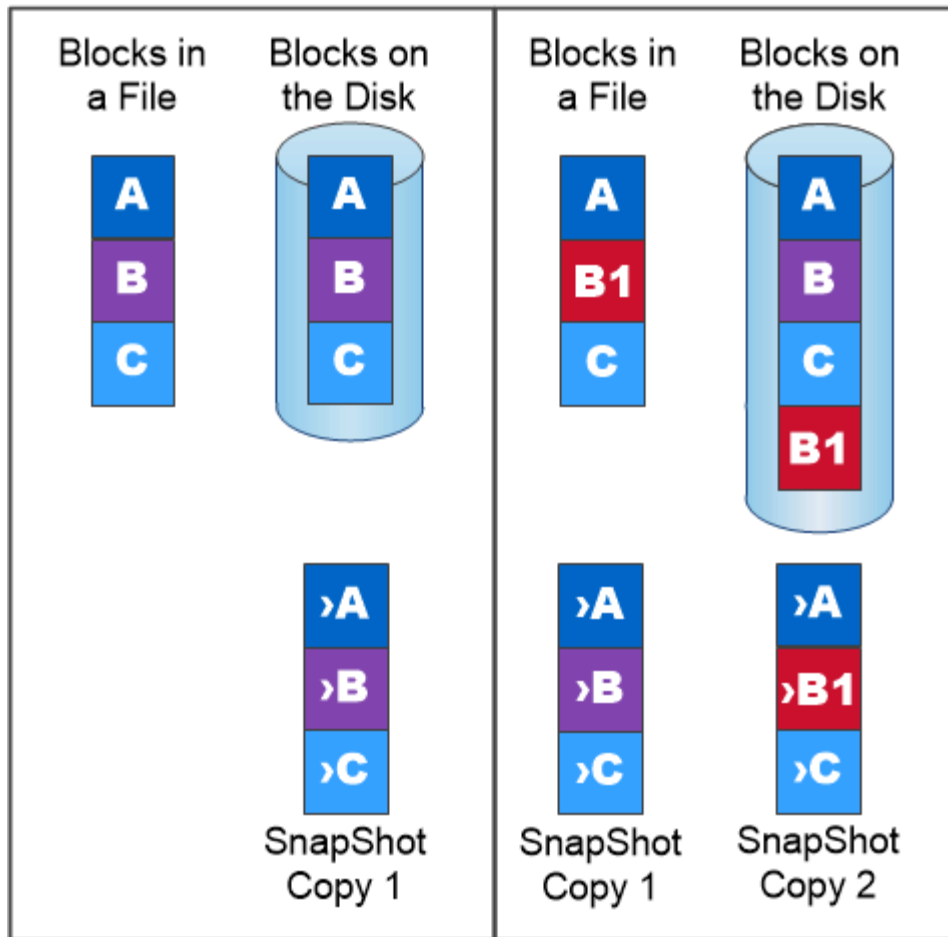 Blocks in
a File
Blocks on
the Disk
A
B
C
A
B
C
›A
›B
›C
SnapShot
Copy 1
Blocks in
a File
Blocks on
the Disk
A
B1
C
A
B
C
B1
›A
›B
›C
SnapShot
Copy 1
›A
›B1
›C
SnapShot
Copy 2